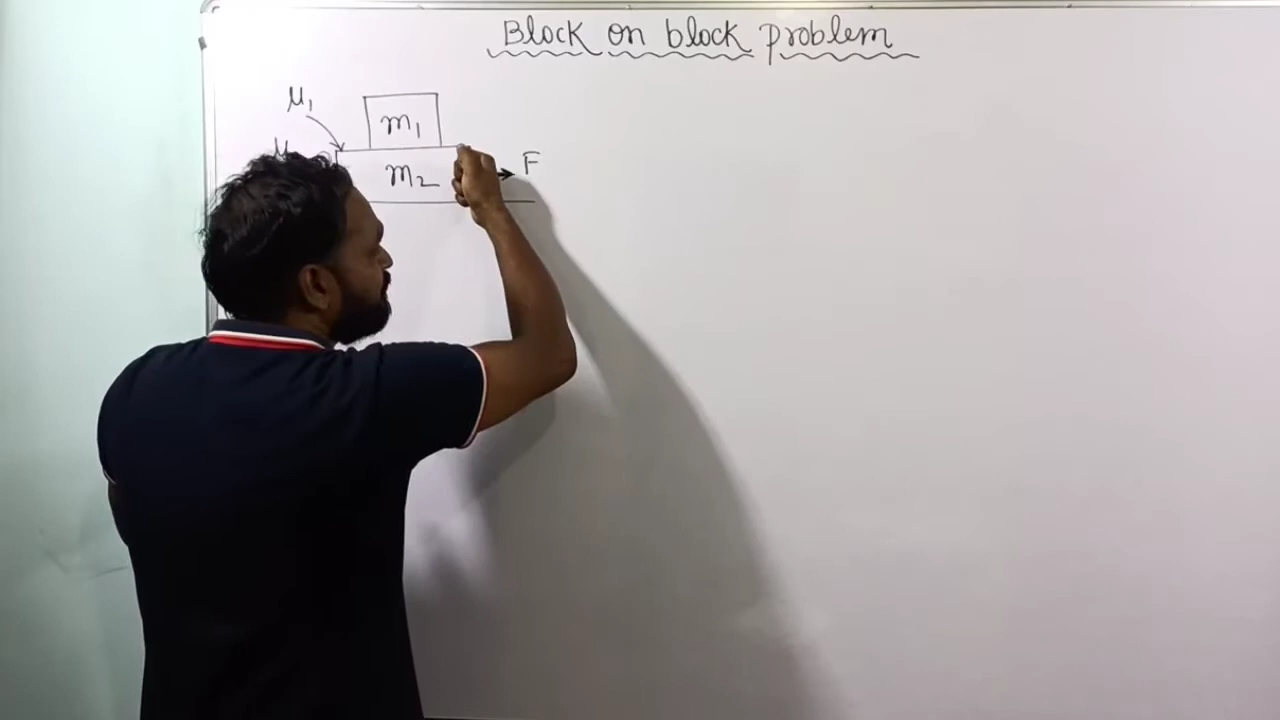 Block on block problem
μ₁
m₁
μ
m₂
F